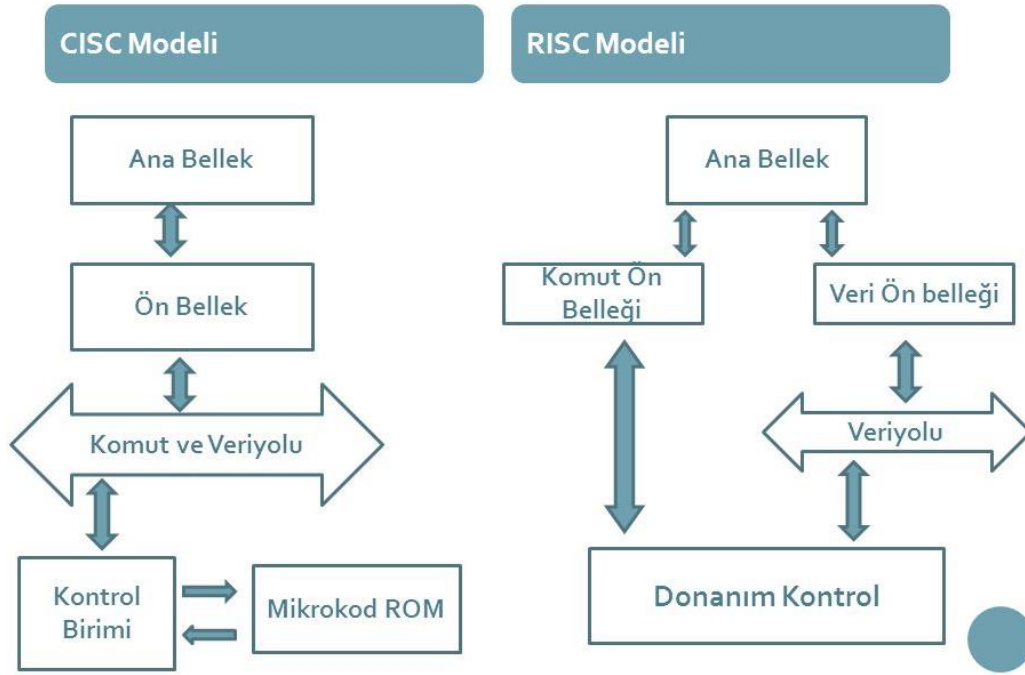 CISC Modeli
Ana Bellek
Ön Bellek
Komut ve Veriyolu
Kontrol
Birimi
Mikrokod ROM
RISC Modeli
Ana Bellek
Komut Ön
Belleği
Veri Ön belleği
Veriyolu
Donanım Kontrol